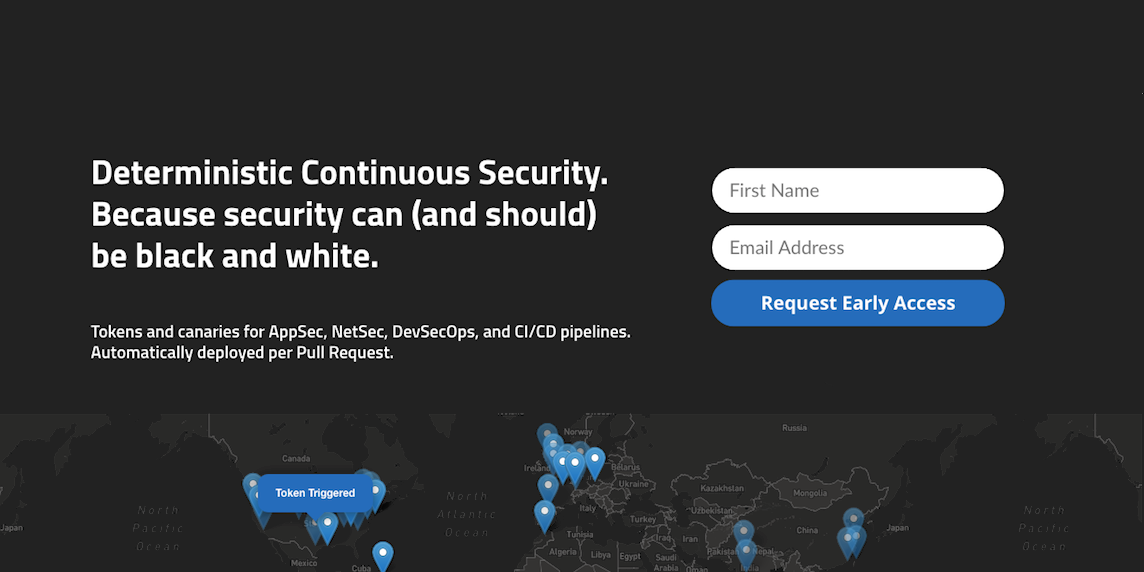 Deterministic Continuous Security.
Because security can (and should)
be black and white.
Tokens and canaries for AppSec, NetSec, DevSecOps, and CI/CD pipelines.
Automatically deployed per Pull Request.
First Name
Email Address
Request Early Access
Norway
Russia
Canada
Ireland
Belarus
Ukraine
Kazakhstan
Mongolia
Token Triggered
North
Pacific
Ocean
North
Atlantic
Ocean
Italy
Turkey
Uzbekistan
China
Japan
Japan
North
Pacific
Ocean
Tunisia
Iraq
Iran
Pakistan
Nepal
Algeria
Libya
Egypt
Saudi
Arabia
Mexico
Cuba
Oman
India